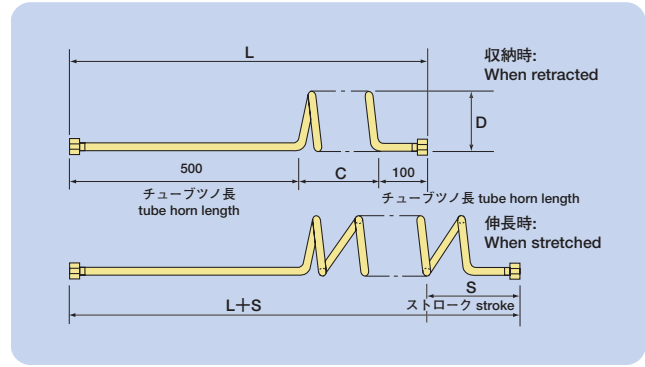 L
収納時:
When retracted
D
500
C
100
チューブツノ長
tube horn length
チューブツノ長 tube horn length
伸長時:
When stretched
S
L+S
ストローク stroke